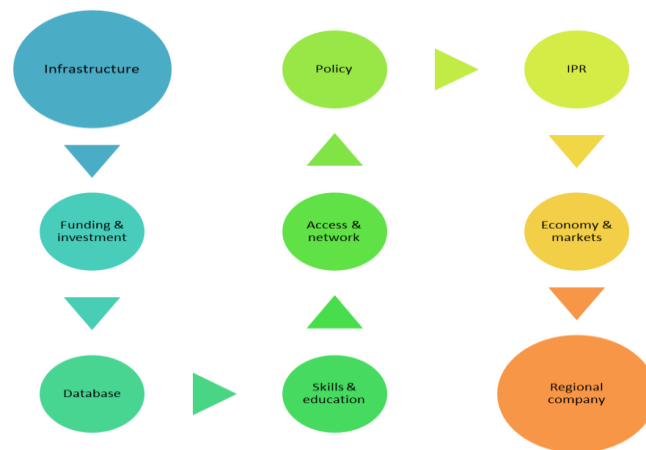 Infrastructure
Funding &
investment
Database
Skills &
education
Access &
network
Policy
IPR
Economy &
markets
Regional
company